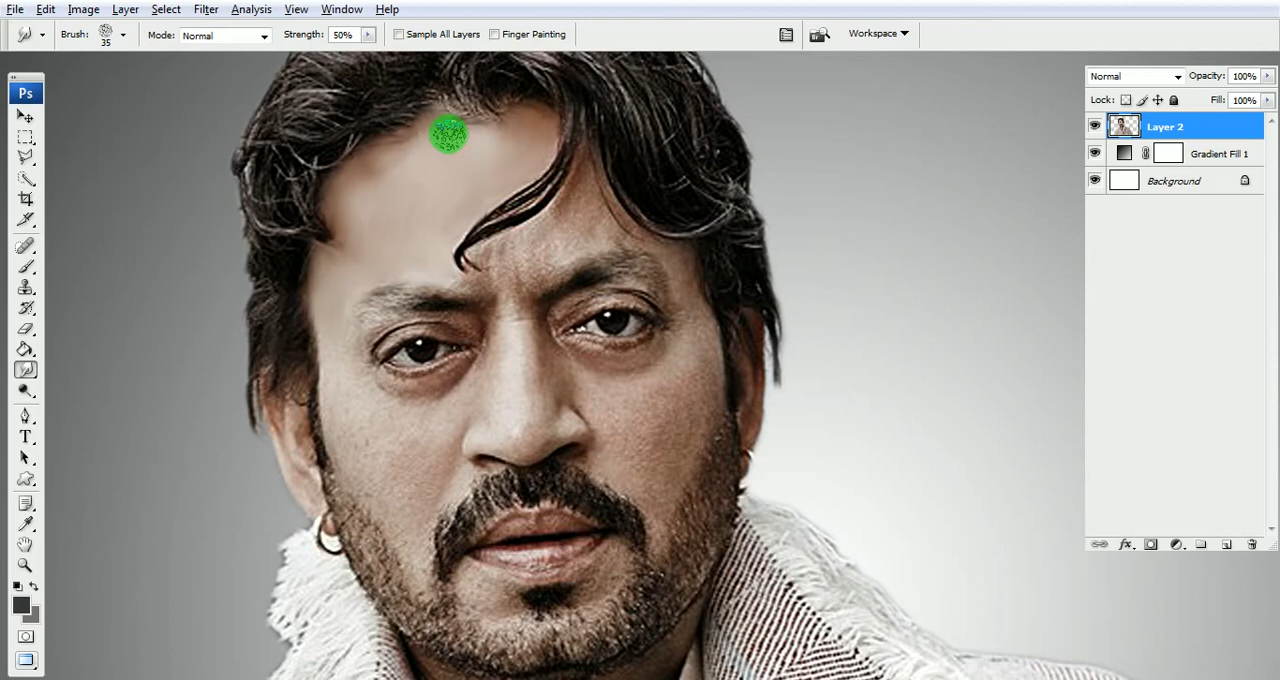 File Edit Image Layer Select Filter Analysis View Window Help
Brush: 35 Mode: Normal Strength: 50% Sample All Layers Finger Painting Workspace
Ps
Normal Opacity: 100%
Lock: Fill: 100%
Layer 2
Gradient Fill 1
Background
T
fx